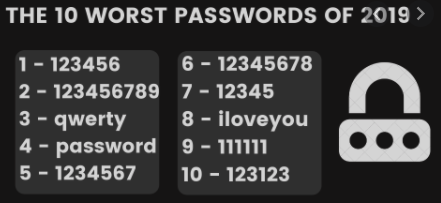 THE 10 WORST PASSWORDS OF 2019
1 - 123456
2 - 123456789
3 - qwerty
4 - password
5 - 1234567
6 - 12345678
7 - 12345
8 - iloveyou
9 - 111111
10 - 123123